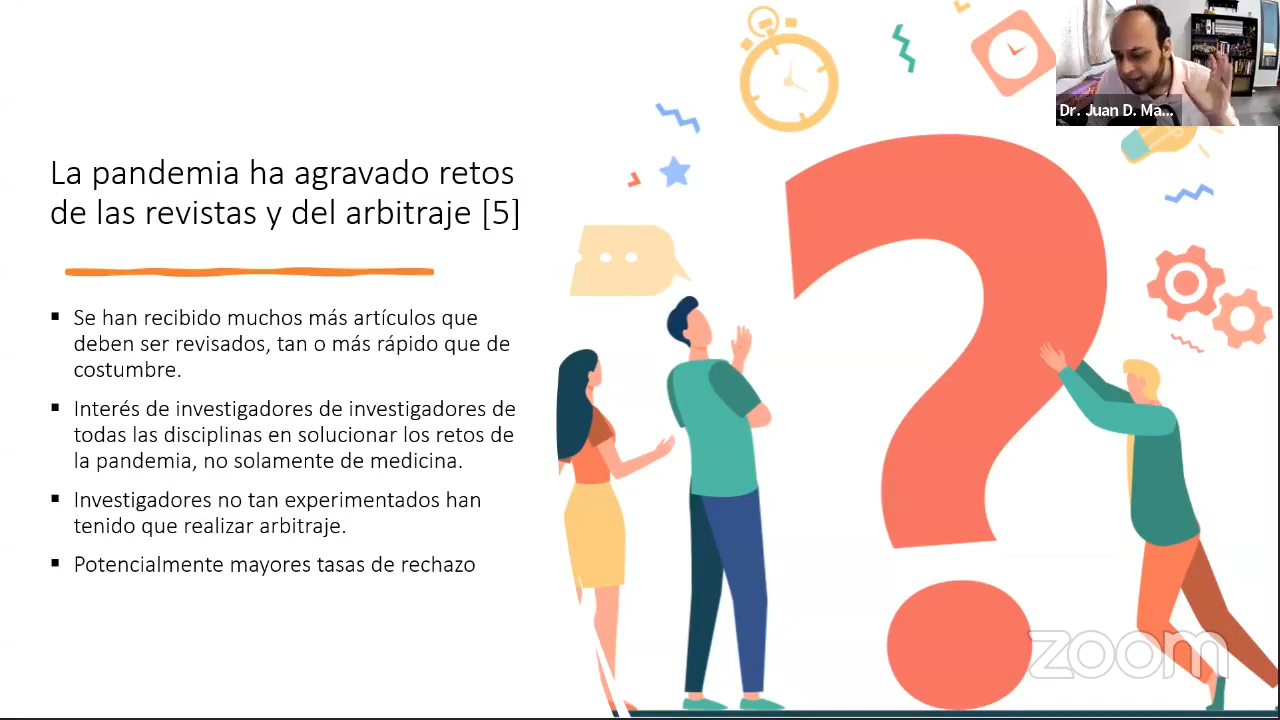 La pandemia ha agravado retos
de las revistas y del arbitraje [5]
▪ Se han recibido muchos más artículos que
deben ser revisados, tan o más rápido que de
costumbre.
▪ Interés de investigadores de investigadores de
todas las disciplinas en solucionar los retos de
la pandemia, no solamente de medicina.
▪ Investigadores no tan experimentados han
tenido que realizar arbitraje.
▪ Potencialmente mayores tasas de rechazo
Dr. Juan D. Ma...
zoom